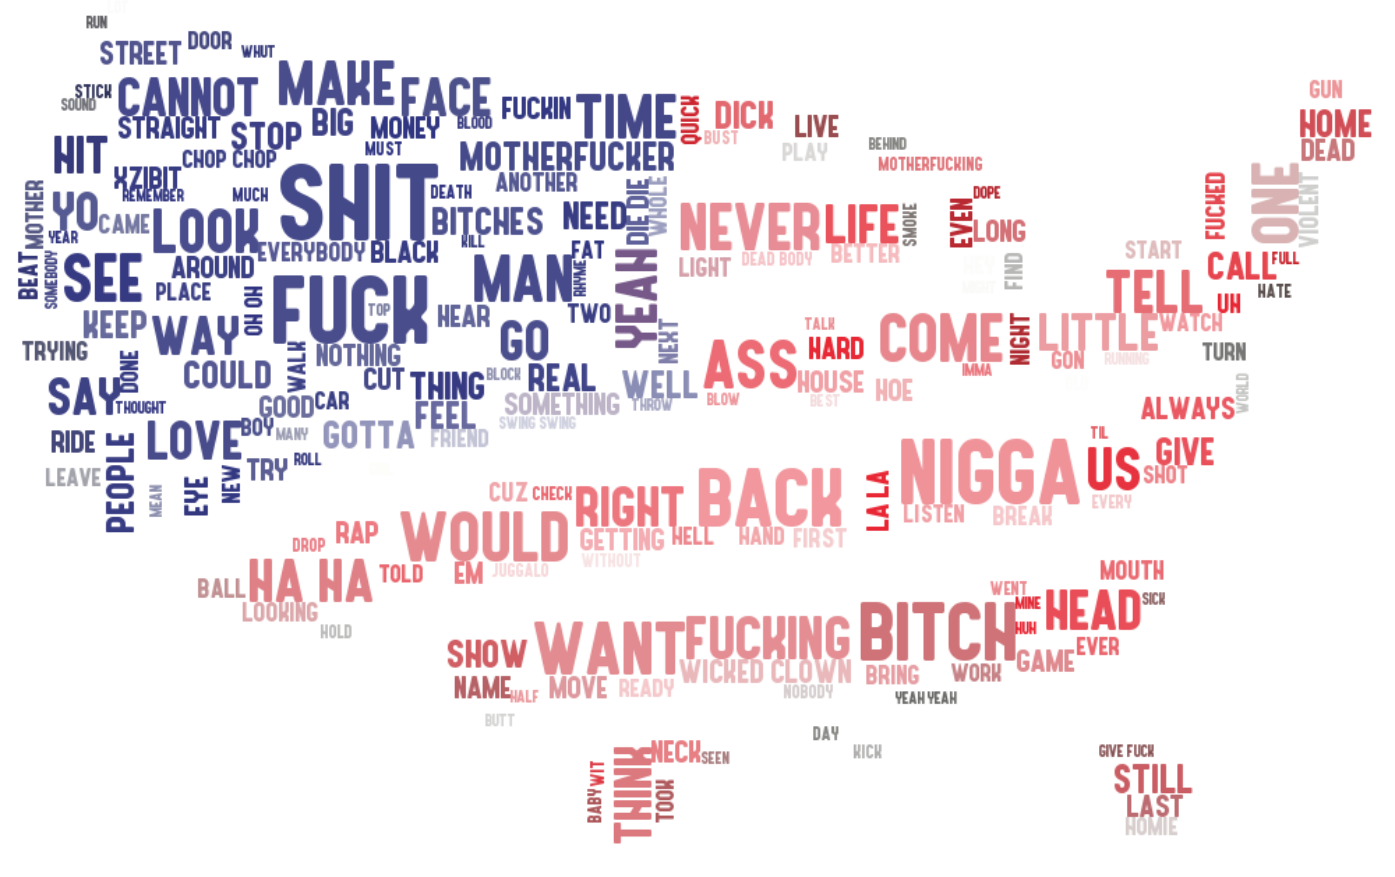 RUN
STREET DOOR WHUT
STICK CANNOT MAKE FACE FUCKIN TIME QUICK DICK LIVE GUN
SOUND STRAIGHT STOP BIG MONEY BLOOD BUST PLAY BEHIND HOME
HIT CHOP CHOP MUST MOTHERFUCKER MOTHERFUCKING DEAD
XZIBIT SHIT ANOTHER
REMEMBER MUCH DEATH DIE DIE WHOLE DOPE FUCKED ONE VIOLENT
MOTHER YO CAME LOOK BITCHES NEED NEVER LIFE SMOKE EVEN LONG
YEAR EVERYBODY BLACK KILL FAT DEAD BODY BETTER START
BEAT SOMEBODY SEE AROUND MAN RHYME YEAH LIGHT FIND CALL FULL
PLACE OH OH FUCK TOP HEAR TWO TELL UH HATE
KEEP WAY GO NEXT TALK COME NIGHT LITTLE WATCH
TRYING WALK NOTHING ASS HARD IMMA GON RUNNING TURN
DONE COULD CUT THING BLOCK REAL WELL HOUSE HOE WORLD
SAY THOUGHT GOOD CAR FEEL SOMETHING THROW BLOW BEST ALWAYS
RIDE PEOPLE LOVE BOY MANY GOTTA FRIEND SWING SWING TIL GIVE
LEAVE MEAN EYE NEW TRY ROLL NIGGA US SHOT
CUZ CHECK RIGHT BACK LA LA LISTEN BREAK EVERY
DROP RAP WOULD GETTING HELL HAND FIRST
BALL HA HA TOLD EM JUGGALO WITHOUT MOUTH
LOOKING WENT MINE HEAD SICK
HOLD SHOW WANT FUCKING BITCH HUH EVER
NAME HALF MOVE READY WICKED CLOWN BRING WORK GAME
BUTT NOBODY YEAH YEAH
DAY KICK
BABY WIT THINK NECK SEEN TOOK GIVE FUCK
STILL
LAST
HOMIE